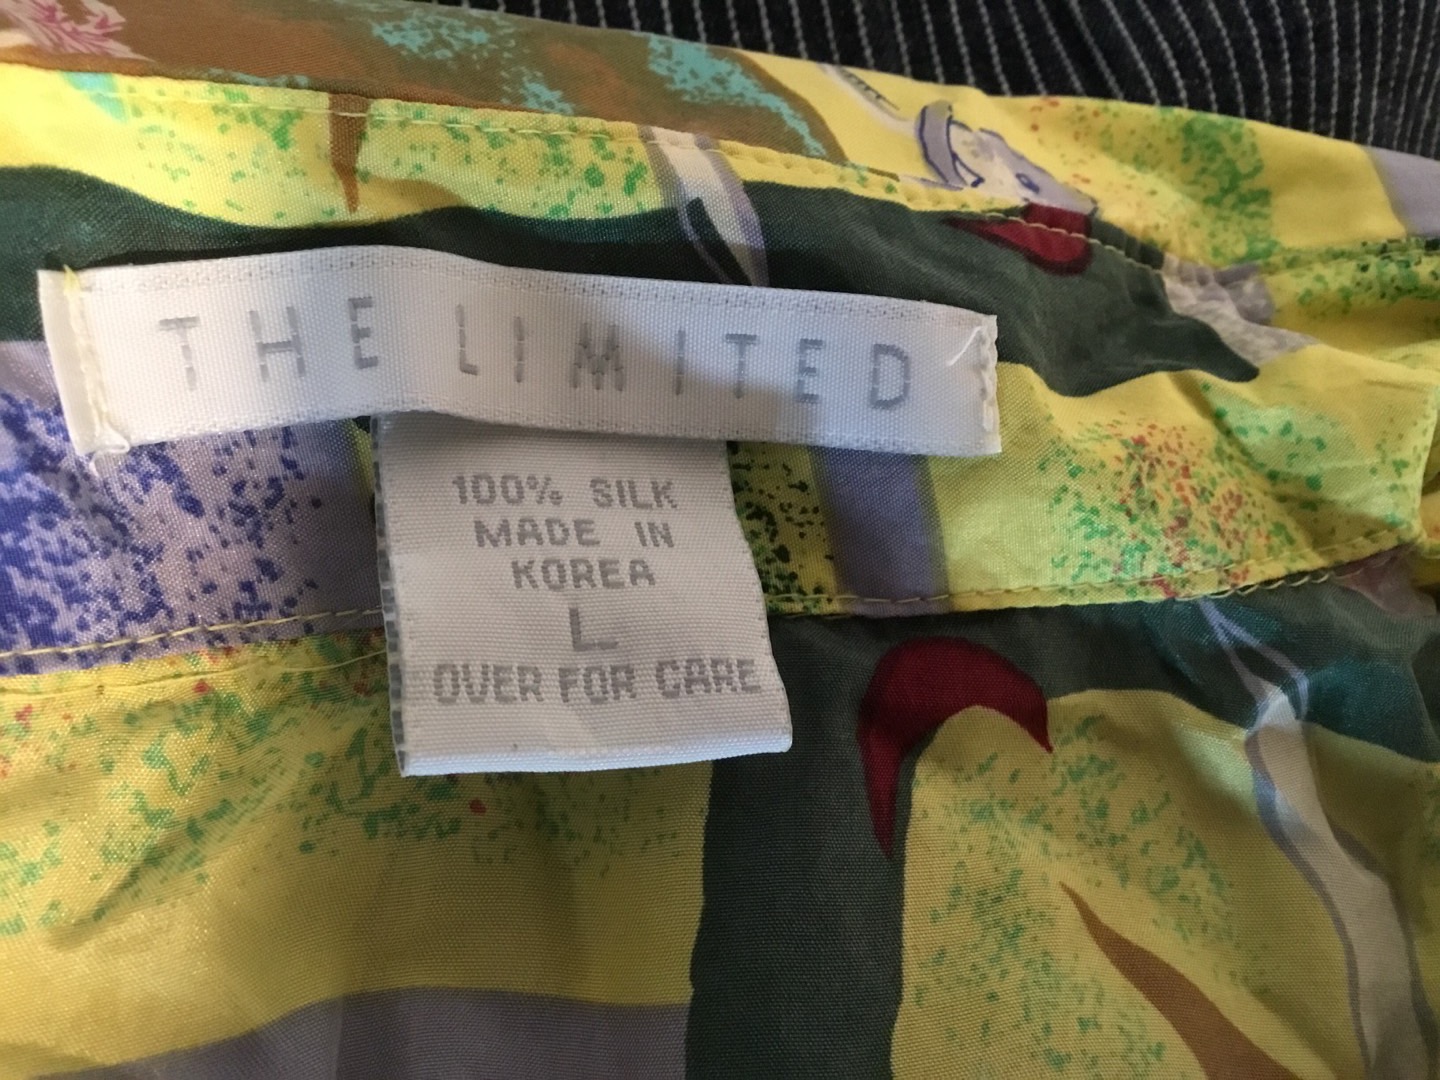 THE LIMITED
100% SILK
MADE IN
KOREA
L
OVER FOR CARE